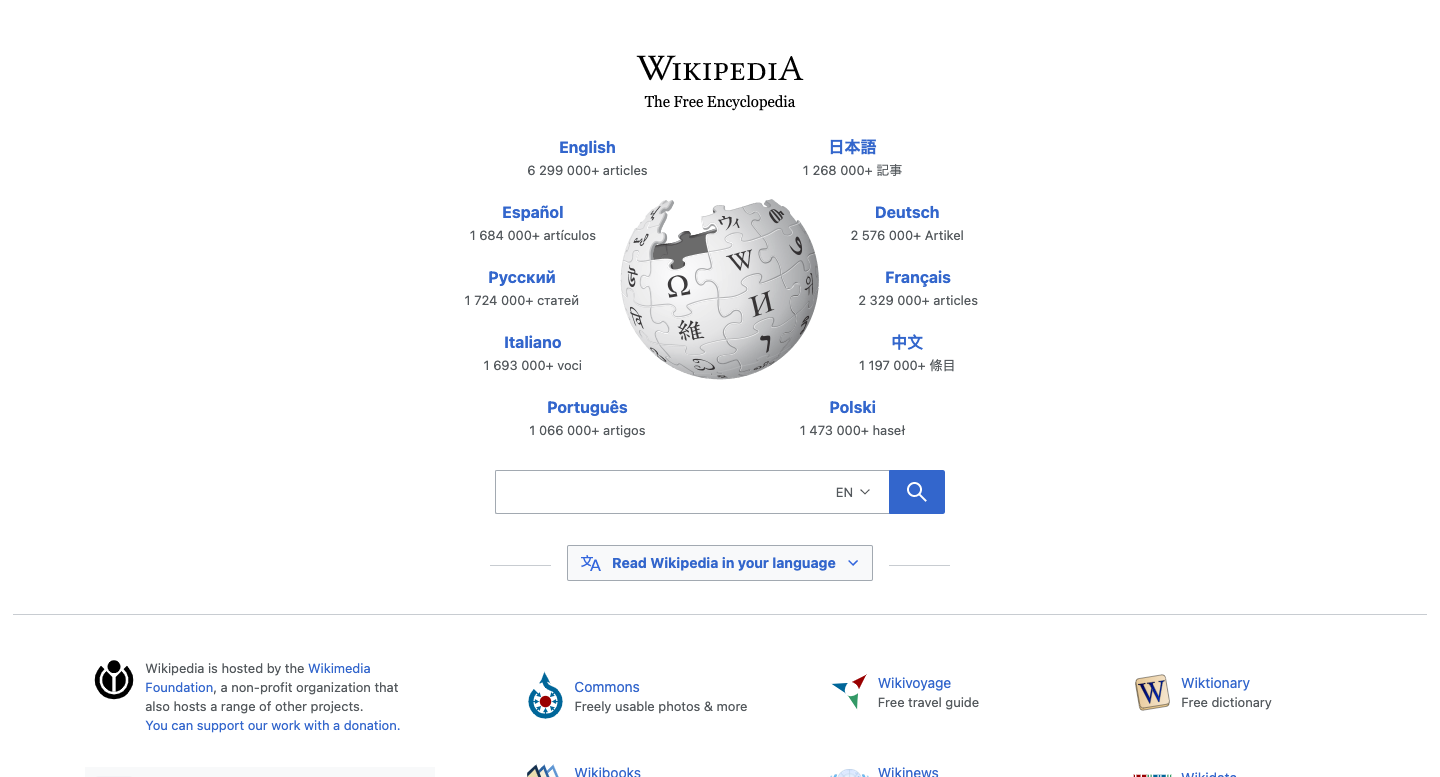 WIKIPEDIA
The Free Encyclopedia
English
6 299 000+ articles
日本語
1 268 000+ 記事
Español
1 684 000+ artículos
Deutsch
2 576 000+ Artikel
Русский
1 724 000+ статей
Français
2 329 000+ articles
Italiano
1 693 000+ voci
中文
1 197 000+ 條目
Português
1 066 000+ artigos
Polski
1 473 000+ haseł
ウィ
W
Ω
И
維
EN
Read Wikipedia in your language
Wikipedia is hosted by the Wikimedia
Foundation, a non-profit organization that
also hosts a range of other projects.
You can support our work with a donation.
Commons
Freely usable photos & more
Wikivoyage
Free travel guide
W
Wiktionary
Free dictionary
Wikibooks
Wikinews
Wikidata